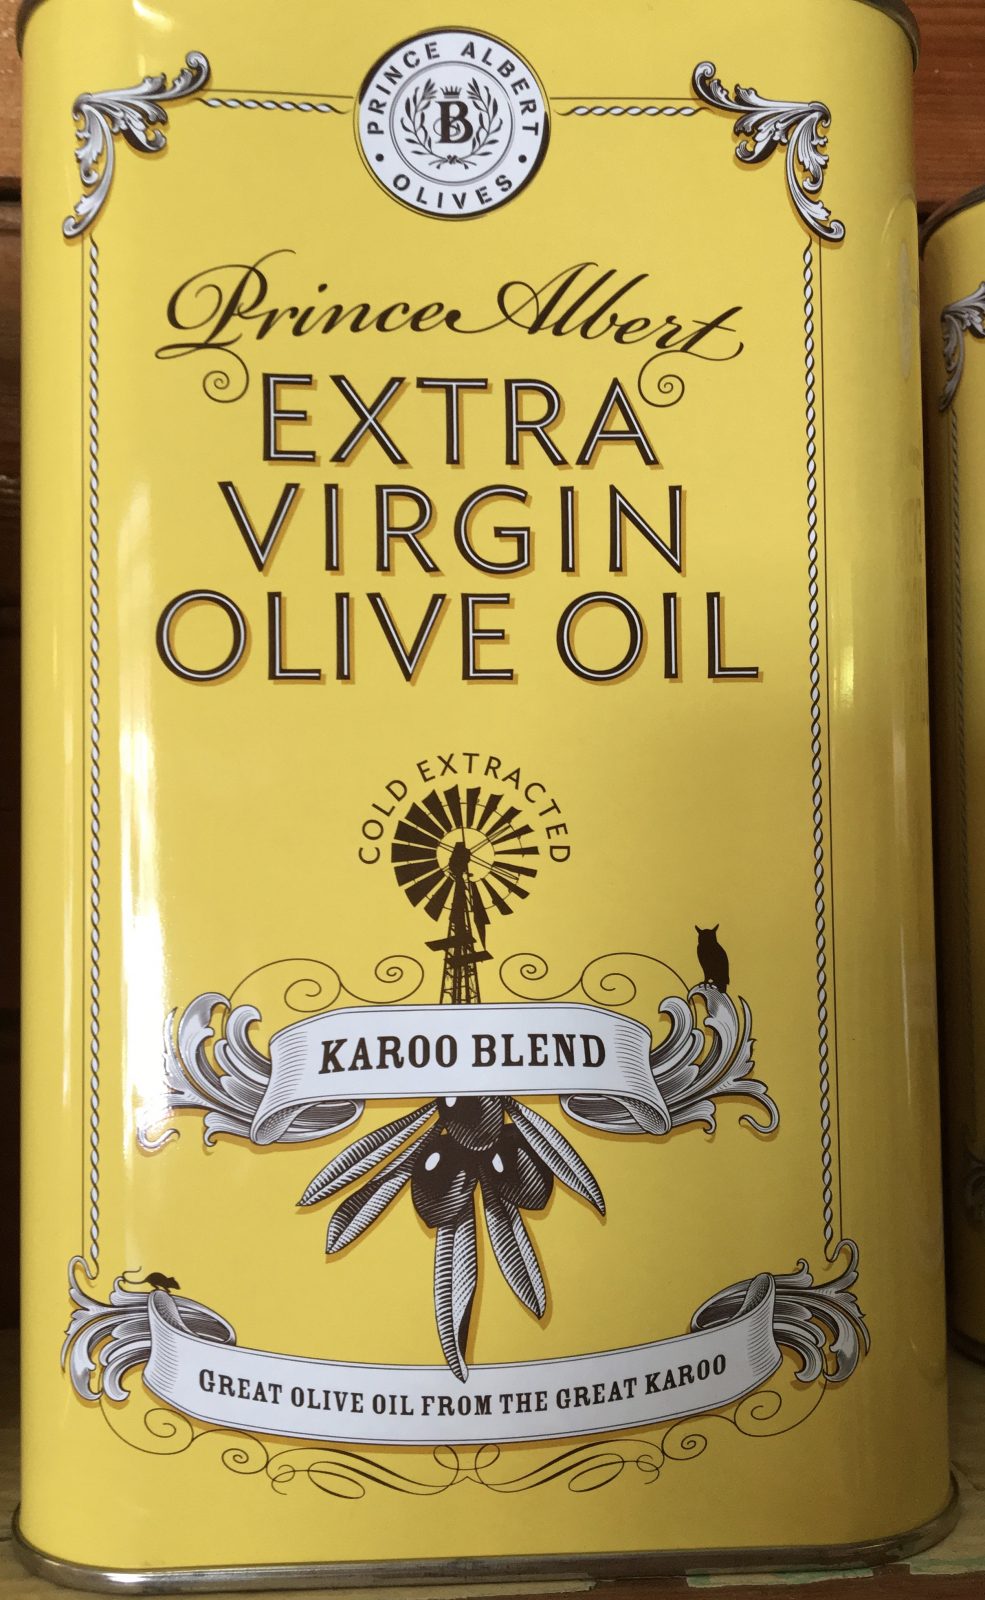 PRINCE ALBERT
B
• OLIVES •
Prince Albert
EXTRA
VIRGIN
OLIVE OIL
COLD EXTRACTED
KAROO BLEND
GREAT OLIVE OIL FROM THE GREAT KAROO